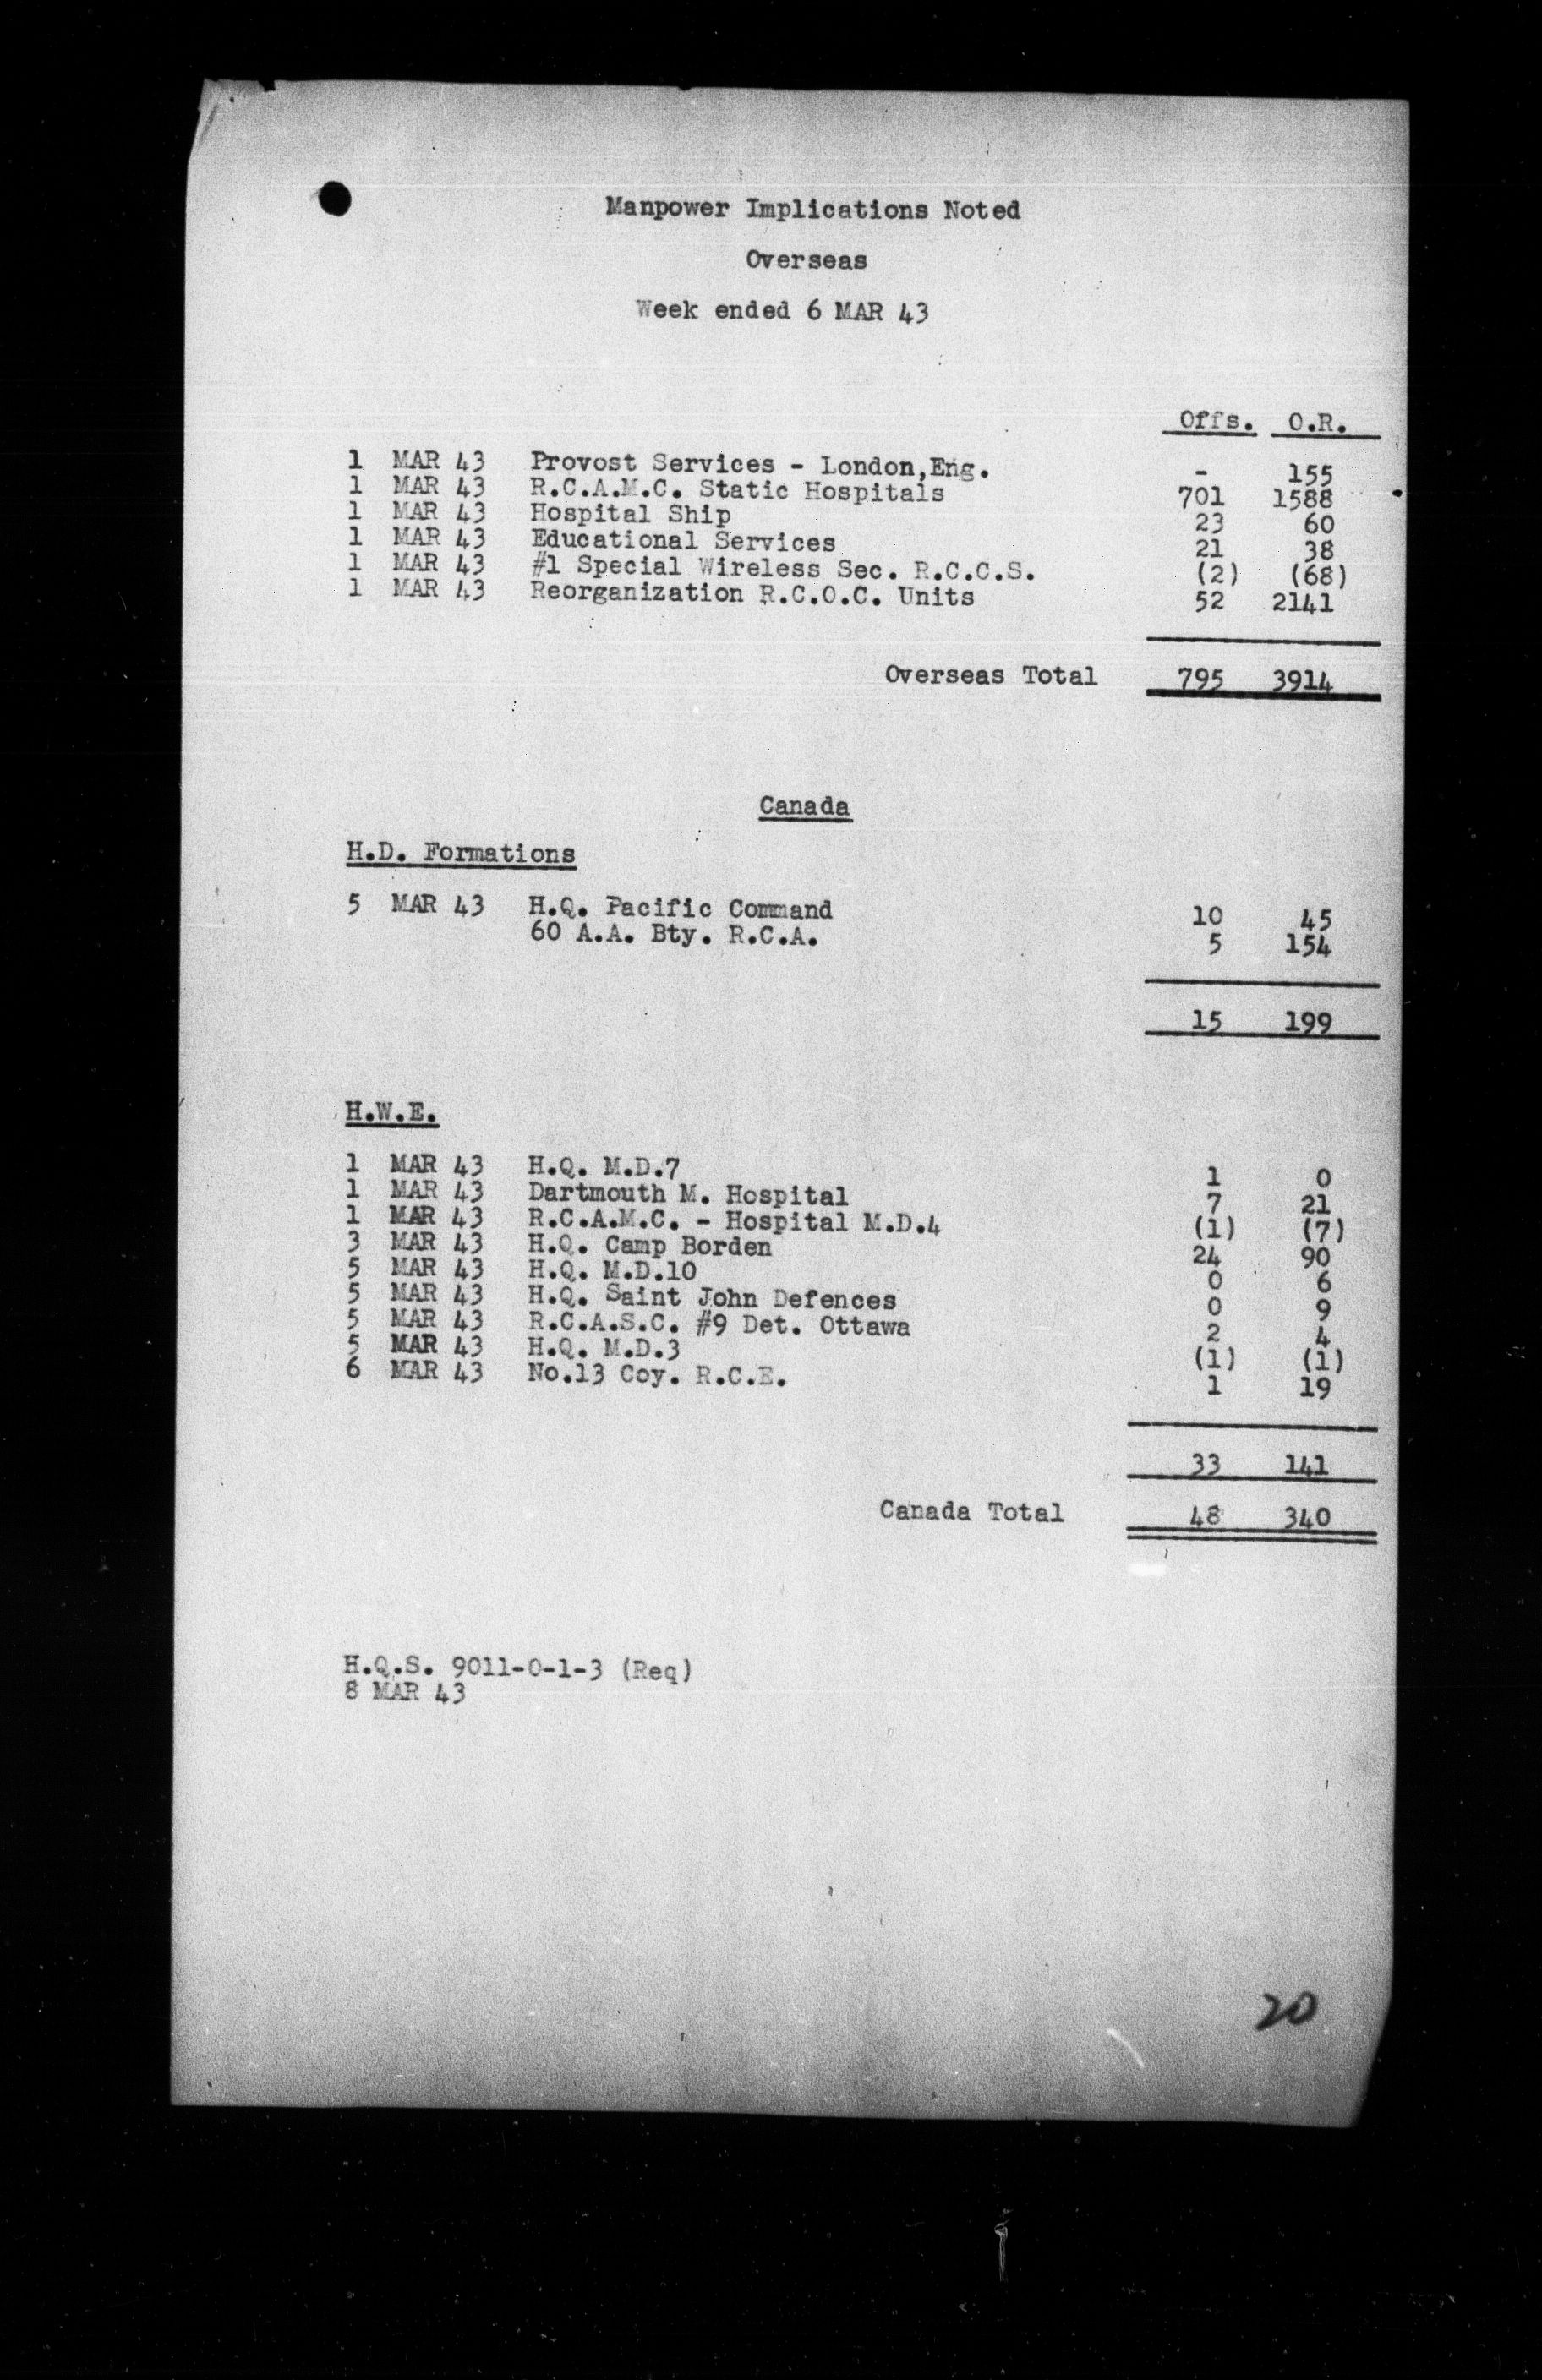 Manpower Implications Noted
Overseas
Week ended 6 MAR 43
Offs. O.R.
1 MAR 43 Provost Services - London,Eng. - 155
1 MAR 43 R.C.A.M.C. Static Hospitals 701 1588
1 MAR 43 Hospital Ship 23 60
1 MAR 43 Educational Services 21 38
1 MAR 43 #1 Special Wireless Sec. R.C.C.S. (2) (68)
1 MAR 43 Reorganization R.C.O.C. Units 52 2141
Overseas Total 795 3914
Canada
H.D. Formations
5 MAR 43 H.Q. Pacific Command 10 45
60 A.A. Bty. R.C.A. 5 154
15 199
H.W.E.
1 MAR 43 H.Q. M.D.7 1 0
1 MAR 43 Dartmouth M. Hospital 7 21
1 MAR 43 R.C.A.M.C. - Hospital M.D.4 (1) (7)
3 MAR 43 H.Q. Camp Borden 24 90
5 MAR 43 H.Q. M.D.10 0 6
5 MAR 43 H.Q. Saint John Defences 0 9
5 MAR 43 R.C.A.S.C. #9 Det. Ottawa 2 4
5 MAR 43 H.Q. M.D.3 (1) (1)
6 MAR 43 No.13 Coy. R.C.E. 1 19
33 141
Canada Total 48 340
H.Q.S. 9011-0-1-3 (Req)
8 MAR 43
20